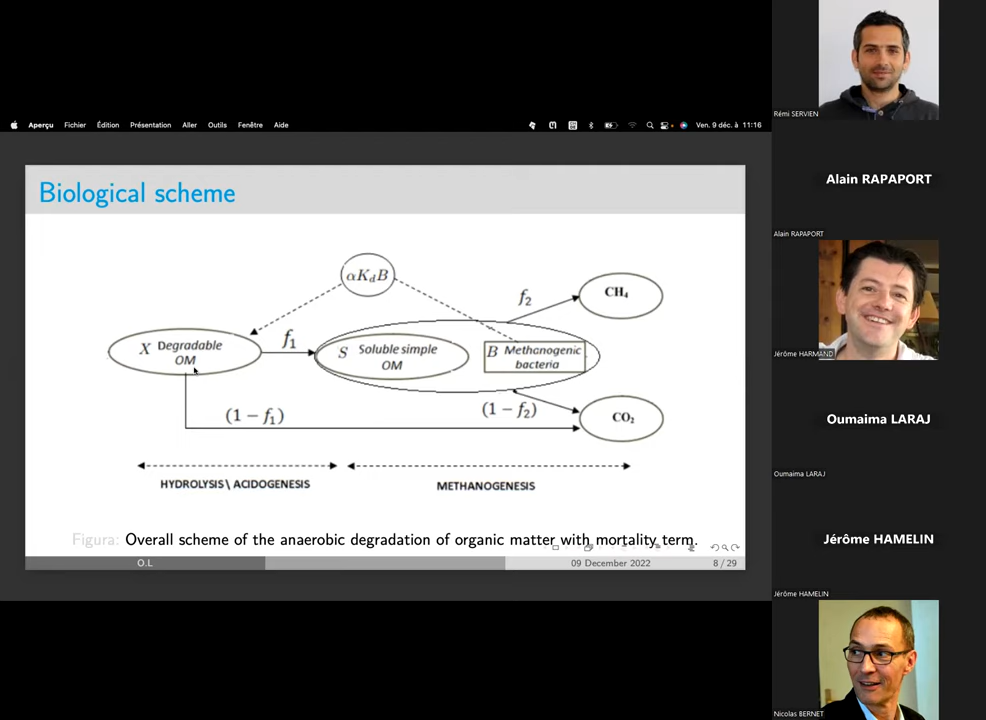 Aperçu Fichier Édition Présentation Aller Outils Fenêtre Aide Ven. 9 déc. à 11:16
Biological scheme
αK_dB
f₂
CH₄
X Degradable
OM
f₁
S Soluble simple
OM
B Methanogenic
bacteria
(1 − f₁)
(1 − f₂)
CO₂
HYDROLYSIS \ ACIDOGENESIS
METHANOGENESIS
Figura: Overall scheme of the anaerobic degradation of organic matter with mortality term.
O.L 09 December 2022 8 / 29
Rémi SERVIEN
Alain RAPAPORT
Alain RAPAPORT
Jérôme HARMAND
Oumaima LARAJ
Oumaima LARAJ
Jérôme HAMELIN
Jérôme HAMELIN
Nicolas BERNET